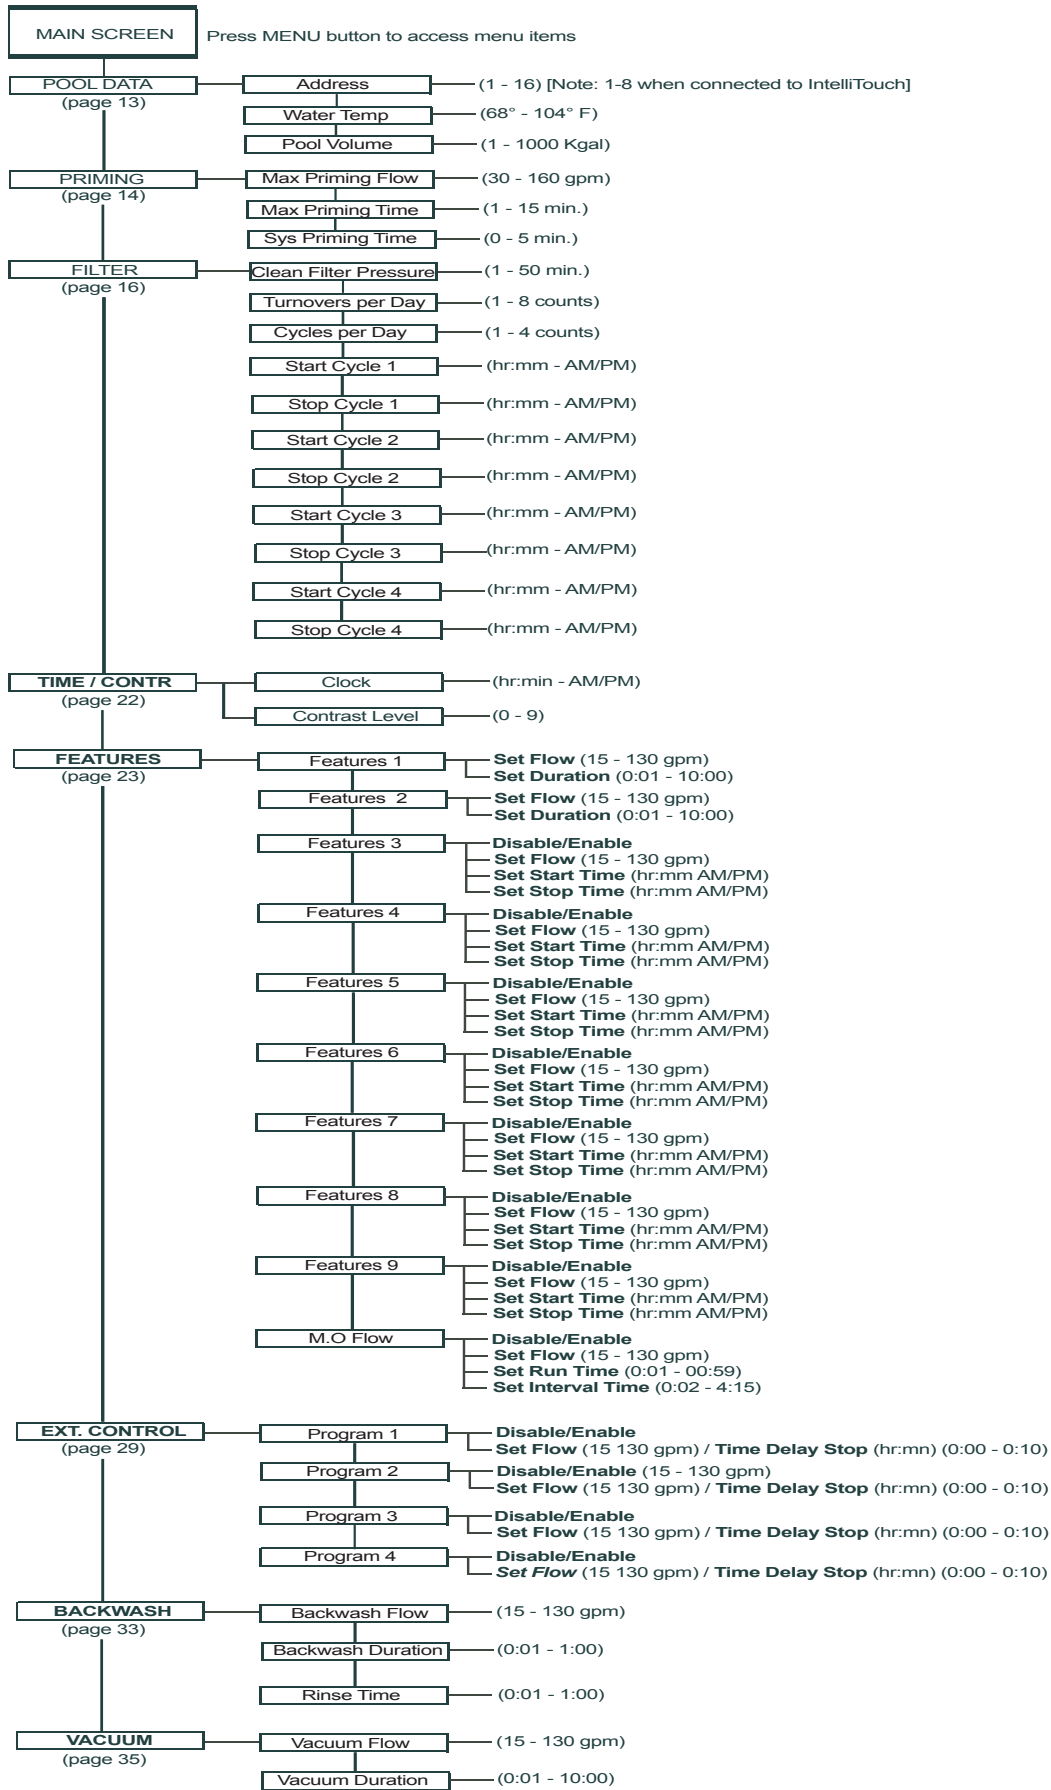 MAIN SCREEN Press MENU button to access menu items
POOL DATA Address (1 - 16) [Note: 1-8 when connected to IntelliTouch]
(page 13)
Water Temp (68° - 104° F)
Pool Volume (1 - 1000 Kgal)
PRIMING Max Priming Flow (30 - 160 gpm)
(page 14)
Max Priming Time (1 - 15 min.)
Sys Priming Time (0 - 5 min.)
FILTER Clean Filter Pressure (1 - 50 min.)
(page 16)
Turnovers per Day (1 - 8 counts)
Cycles per Day (1 - 4 counts)
Start Cycle 1 (hr:mm - AM/PM)
Stop Cycle 1 (hr:mm - AM/PM)
Start Cycle 2 (hr:mm - AM/PM)
Stop Cycle 2 (hr:mm - AM/PM)
Start Cycle 3 (hr:mm - AM/PM)
Stop Cycle 3 (hr:mm - AM/PM)
Start Cycle 4 (hr:mm - AM/PM)
Stop Cycle 4 (hr:mm - AM/PM)
TIME / CONTR Clock (hr:min - AM/PM)
(page 22)
Contrast Level (0 - 9)
FEATURES Features 1 Set Flow (15 - 130 gpm)
(page 23) Set Duration (0:01 - 10:00)
Features 2 Set Flow (15 - 130 gpm)
Set Duration (0:01 - 10:00)
Features 3 Disable/Enable
Set Flow (15 - 130 gpm)
Set Start Time (hr:mm AM/PM)
Set Stop Time (hr:mm AM/PM)
Features 4 Disable/Enable
Set Flow (15 - 130 gpm)
Set Start Time (hr:mm AM/PM)
Set Stop Time (hr:mm AM/PM)
Features 5 Disable/Enable
Set Flow (15 - 130 gpm)
Set Start Time (hr:mm AM/PM)
Set Stop Time (hr:mm AM/PM)
Features 6 Disable/Enable
Set Flow (15 - 130 gpm)
Set Start Time (hr:mm AM/PM)
Set Stop Time (hr:mm AM/PM)
Features 7 Disable/Enable
Set Flow (15 - 130 gpm)
Set Start Time (hr:mm AM/PM)
Set Stop Time (hr:mm AM/PM)
Features 8 Disable/Enable
Set Flow (15 - 130 gpm)
Set Start Time (hr:mm AM/PM)
Set Stop Time (hr:mm AM/PM)
Features 9 Disable/Enable
Set Flow (15 - 130 gpm)
Set Start Time (hr:mm AM/PM)
Set Stop Time (hr:mm AM/PM)
M.O Flow Disable/Enable
Set Flow (15 - 130 gpm)
Set Run Time (0:01 - 00:59)
Set Interval Time (0:02 - 4:15)
EXT. CONTROL Program 1 Disable/Enable
(page 29) Set Flow (15 130 gpm) / Time Delay Stop (hr:mn) (0:00 - 0:10)
Program 2 Disable/Enable (15 - 130 gpm)
Set Flow (15 130 gpm) / Time Delay Stop (hr:mn) (0:00 - 0:10)
Program 3 Disable/Enable
Set Flow (15 130 gpm) / Time Delay Stop (hr:mn) (0:00 - 0:10)
Program 4 Disable/Enable
Set Flow (15 130 gpm) / Time Delay Stop (hr:mn) (0:00 - 0:10)
BACKWASH Backwash Flow (15 - 130 gpm)
(page 33)
Backwash Duration (0:01 - 1:00)
Rinse Time (0:01 - 1:00)
VACUUM Vacuum Flow (15 - 130 gpm)
(page 35)
Vacuum Duration (0:01 - 10:00)